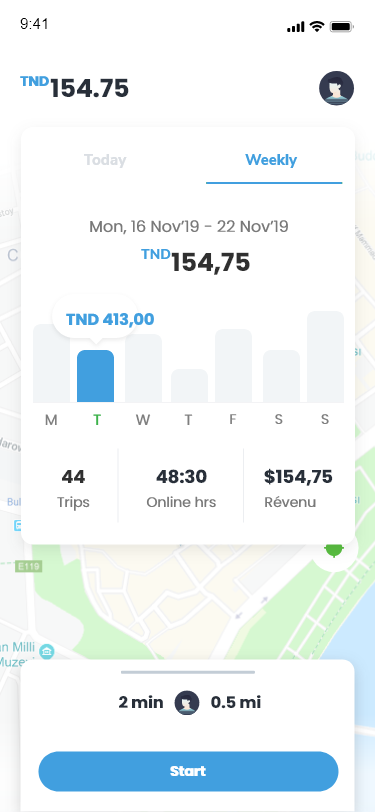 9:41
TND154.75
Today Weekly
Mon, 16 Nov’19 - 22 Nov’19
TND154,75
TND 413,00
M T W T F S S
44 48:30 $154,75
Trips Online hrs Révenu
E119
an Milli
Muze
2 min 0.5 mi
Start